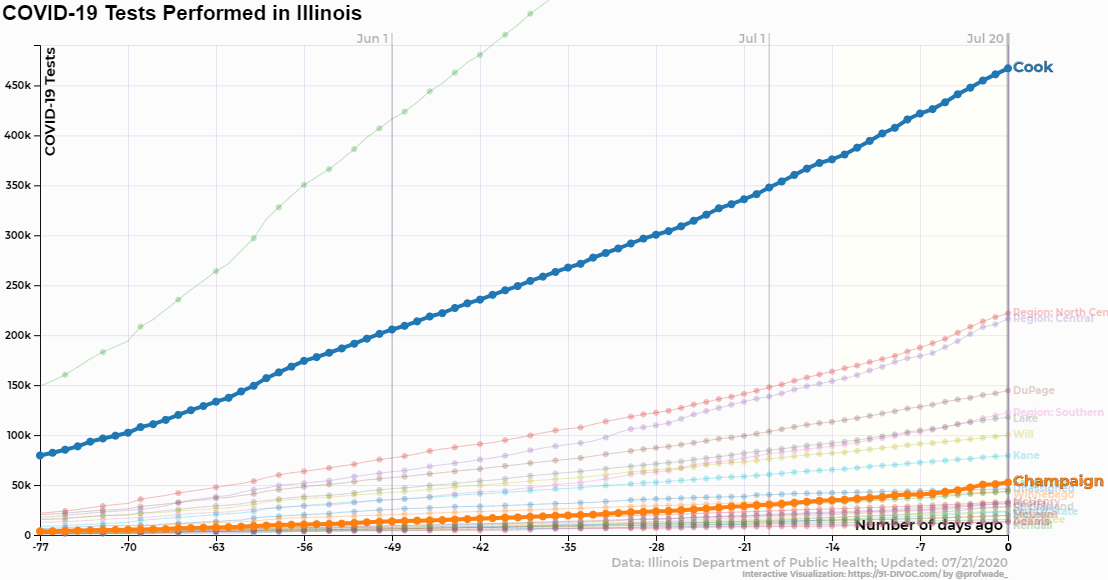 COVID-19 Tests Performed in Illinois
Jun 1
Jul 1
Jul 20
COVID-19 Tests
450k
400k
350k
300k
250k
200k
150k
100k
50k
0
Cook
Region: North Cen
Region: Central
DuPage
Region: Southern
Lake
Will
Kane
Champaign
Adams
Kendall
Number of days ago
-77
-70
-63
-56
-49
-42
-35
-28
-21
-14
-7
0
Data: Illinois Department of Public Health; Updated: 07/21/2020
Interactive Visualization: https://91-DIVOC.com/ by @profwade_